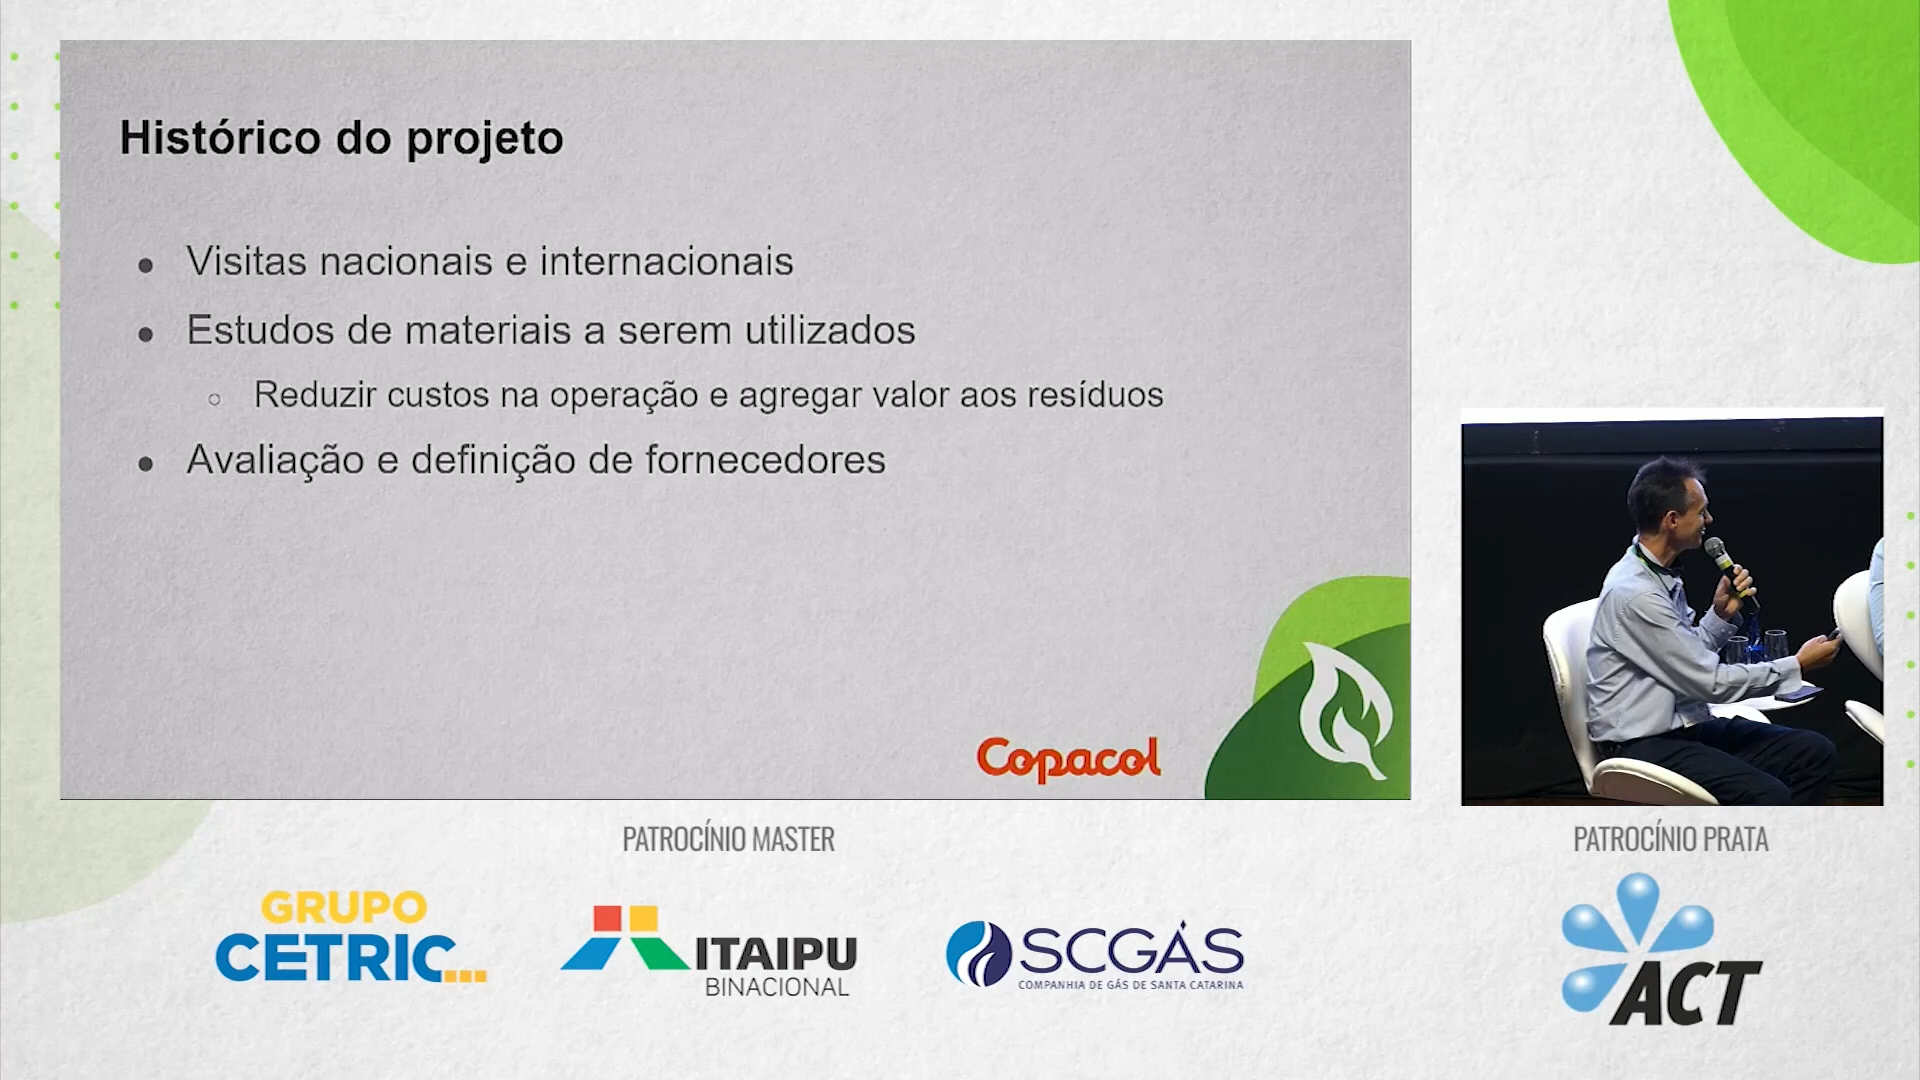 Histórico do projeto
● Visitas nacionais e internacionais
● Estudos de materiais a serem utilizados
○ Reduzir custos na operação e agregar valor aos resíduos
● Avaliação e definição de fornecedores
Copacol
PATROCÍNIO MASTER
PATROCÍNIO PRATA
GRUPO
CETRIC...
ITAIPU
BINACIONAL
SCGÁS
COMPANHIA DE GÁS DE SANTA CATARINA
ACT